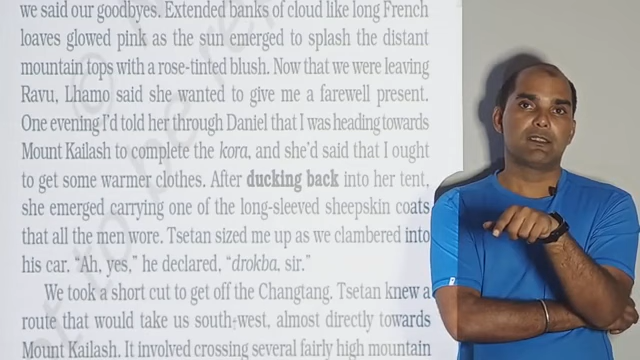 we said our goodbyes. Extended banks of cloud like long French
loaves glowed pink as the sun emerged to splash the distant
mountain tops with a rose-tinted blush. Now that we were leaving
Ravu, Lhamo said she wanted to give me a farewell present.
One evening I'd told her through Daniel that I was heading towards
Mount Kailash to complete the kora, and she'd said that I ought
to get some warmer clothes. After ducking back into her tent,
she emerged carrying one of the long-sleeved sheepskin coats
that all the men wore. Tsetan sized me up as we clambered into
his car. “Ah, yes,” he declared, “drokba, sir.”
We took a short cut to get off the Changtang. Tsetan knew a
route that would take us south-west, almost directly towards
Mount Kailash. It involved crossing several fairly high mountain